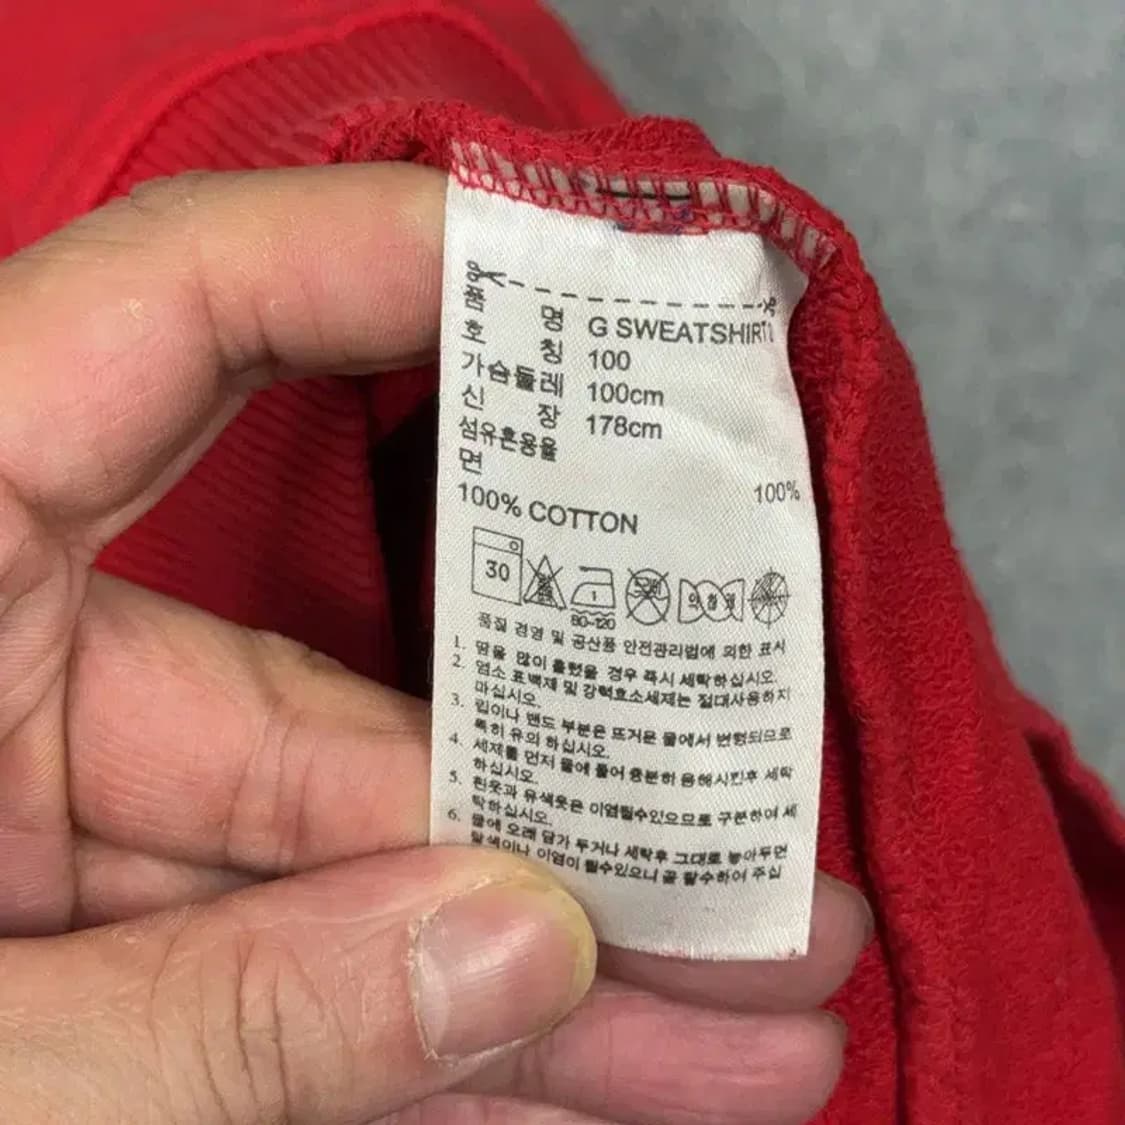 품 명 G SWEATSHIRT
호 칭 100
가슴둘레 100cm
신 장 178cm
섬유혼용율
면 100%
100% COTTON
30
1
80~120
약 하 게
품질 경영 및 공산품 안전관리법에 의한 표시
1. 땀을 많이 흘렸을 경우 즉시 세탁하십시오.
2. 염소 표백제 및 강력효소세제는 절대사용하지
마십시오.
3. 립이나 밴드 부분은 뜨거운 물에서 변형되므로
특히 유의 하십시오.
4. 세제를 먼저 물에 풀어 충분히 용해시킨후 세탁
하십시오.
5. 흰옷과 유색옷은 이염될수있으므로 구분하여 세
탁하십시오.
6. 물에 오래 담가 두거나 세탁후 그대로 놓아두면
탈색이나 이염이 될수있으니 곧 탈수하여 주십